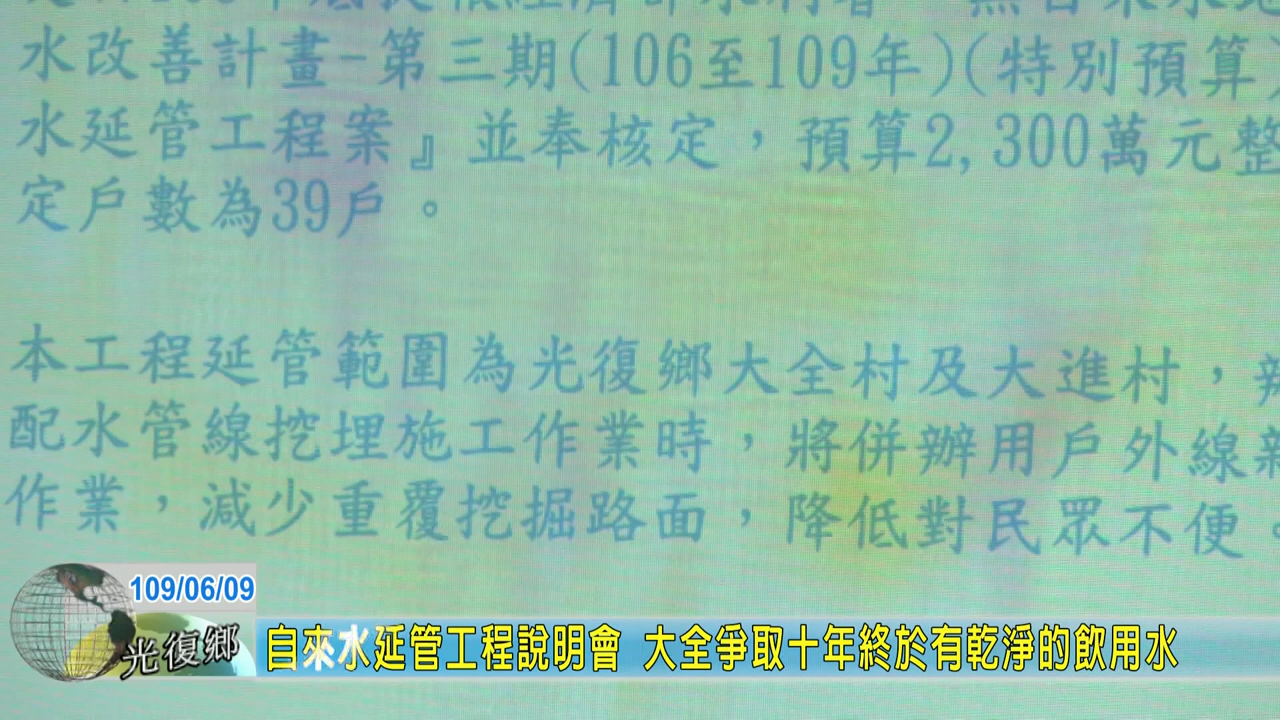 水改善計畫-第三期(106至109年)(特別預算)
水延管工程案』並奉核定，預算2,300萬元整
定戶數為39戶。
本工程延管範圍為光復鄉大全村及大進村，
配水管線挖埋施工作業時，將併辦用戶外線新
作業，減少重覆挖掘路面，降低對民眾不便。
109/06/09
光復鄉
自來水延管工程說明會 大全爭取十年終於有乾淨的飲用水